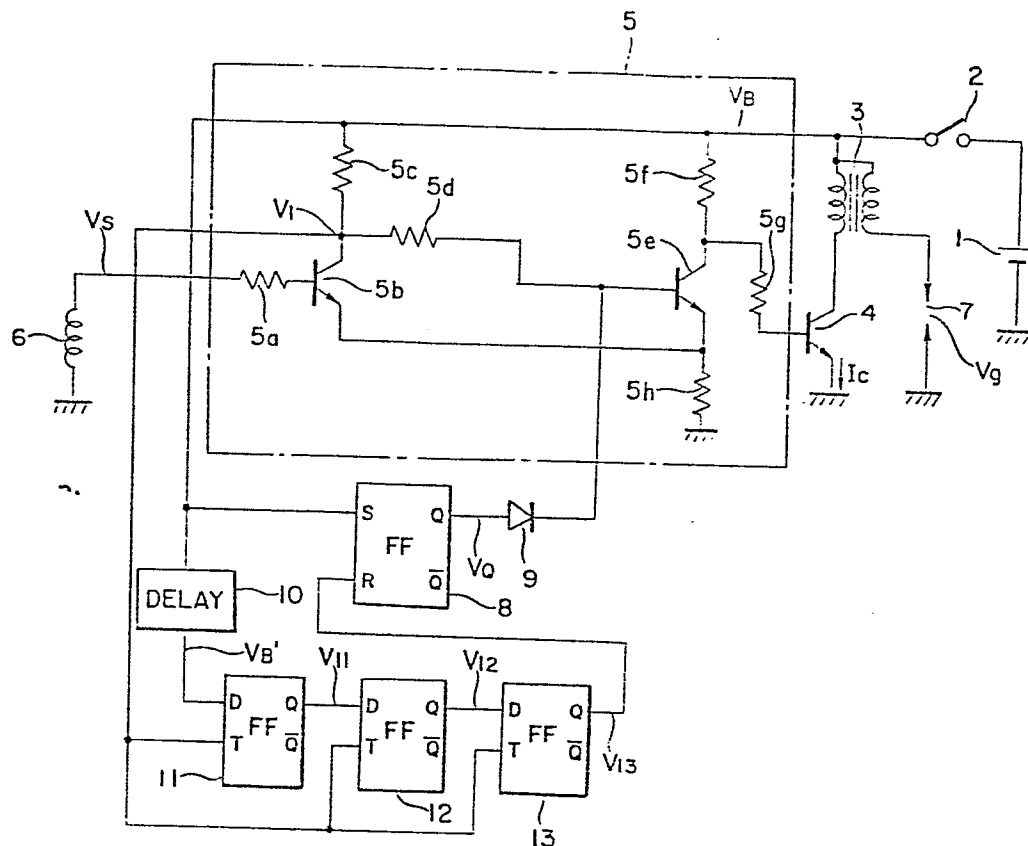 5
VB
2
3
5c
5f
V1
5d
5g
VS
5e
1
5b
4
7
5a
6
Ic
Vg
5h
S Q
FF
VQ
9
R Q̅
8
DELAY
10
VB'
V11
V12
D Q
FF
T Q̅
11
D Q
FF
T Q̅
12
D Q
FF
T Q̅
13
V13